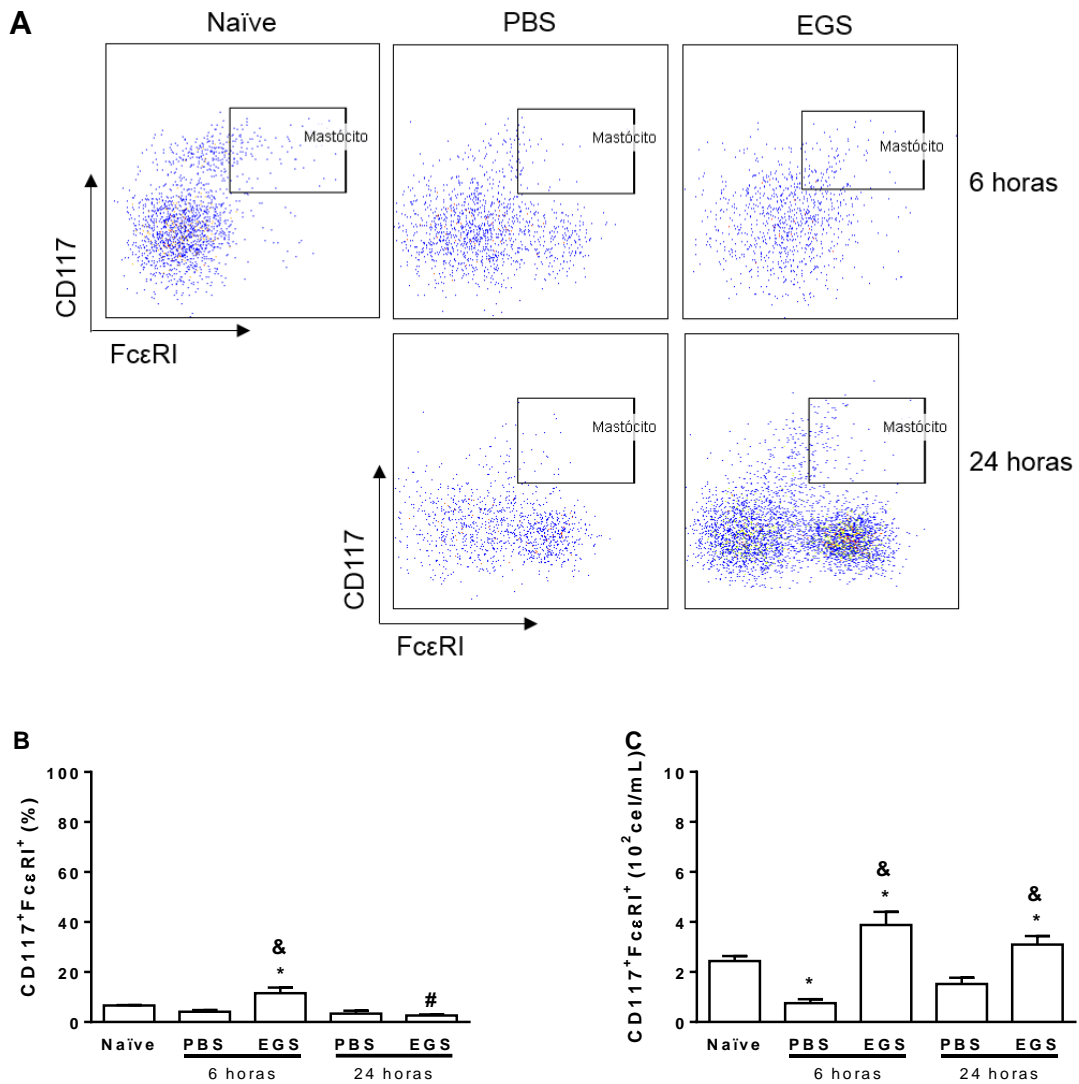 A
Naïve
PBS
EGS
Mastócito
Mastócito
Mastócito
6 horas
CD117
FcεRI
Mastócito
Mastócito
24 horas
CD117
FcεRI
B
CD117⁺FcεRI⁺ (%)
100
80
60
40
20
0
&
*
#
Naïve PBS EGS PBS EGS
6 horas 24 horas
C
CD117⁺FcεRI⁺ (10²cel/mL)
10
8
6
4
2
0
*
&
*
&
*
Naïve PBS EGS PBS EGS
6 horas 24 horas